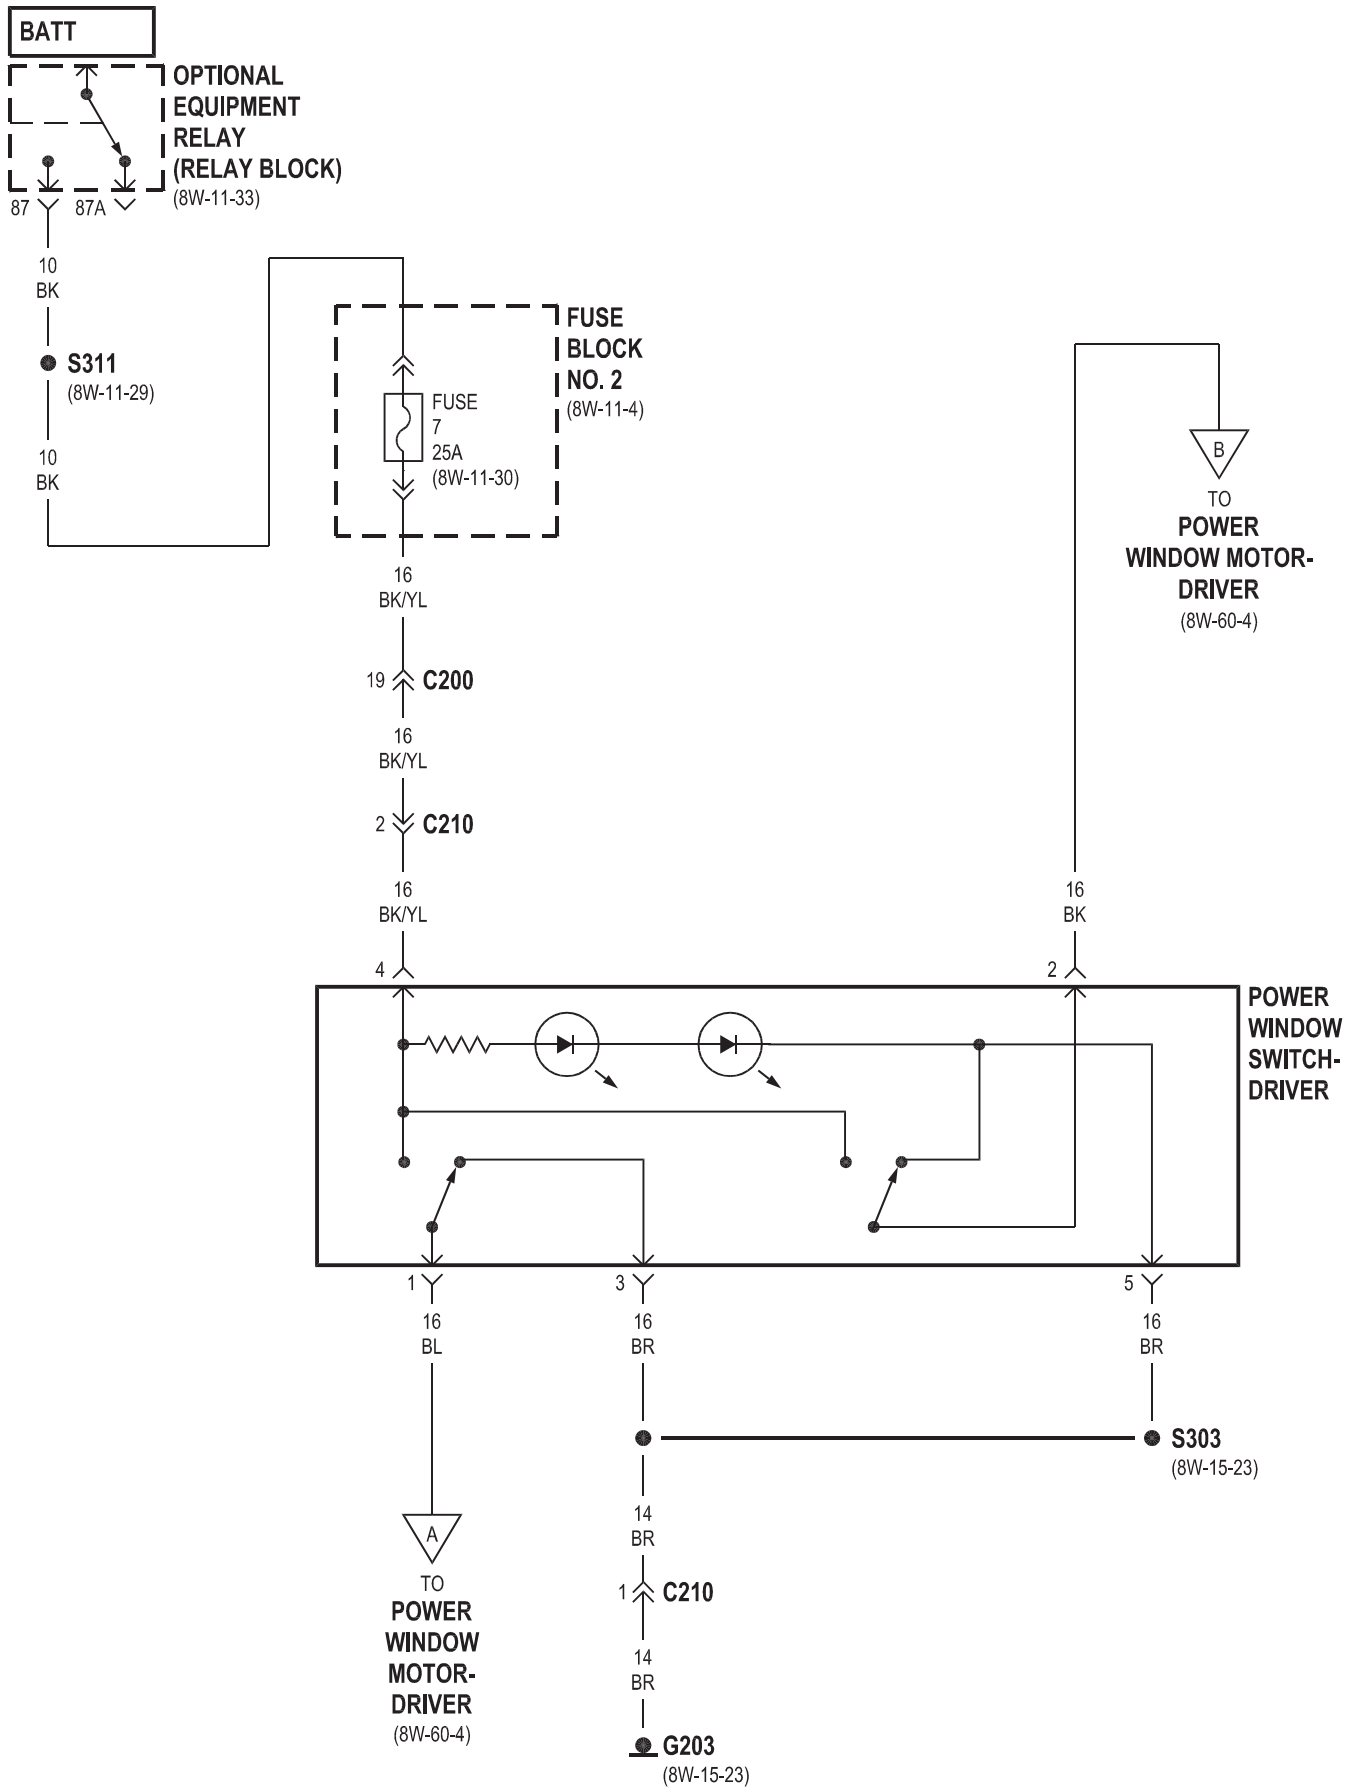 BATT
OPTIONAL
EQUIPMENT
RELAY
(RELAY BLOCK)
(8W-11-33)
87
87A
10
BK
S311
(8W-11-29)
10
BK
FUSE
BLOCK
NO. 2
(8W-11-4)
FUSE
7
25A
(8W-11-30)
16
BK/YL
19
C200
16
BK/YL
2
C210
16
BK/YL
4
B
TO
POWER
WINDOW MOTOR-
DRIVER
(8W-60-4)
16
BK
2
POWER
WINDOW
SWITCH-
DRIVER
1
3
5
16
BL
16
BR
16
BR
S303
(8W-15-23)
A
TO
POWER
WINDOW
MOTOR-
DRIVER
(8W-60-4)
14
BR
1
C210
14
BR
G203
(8W-15-23)